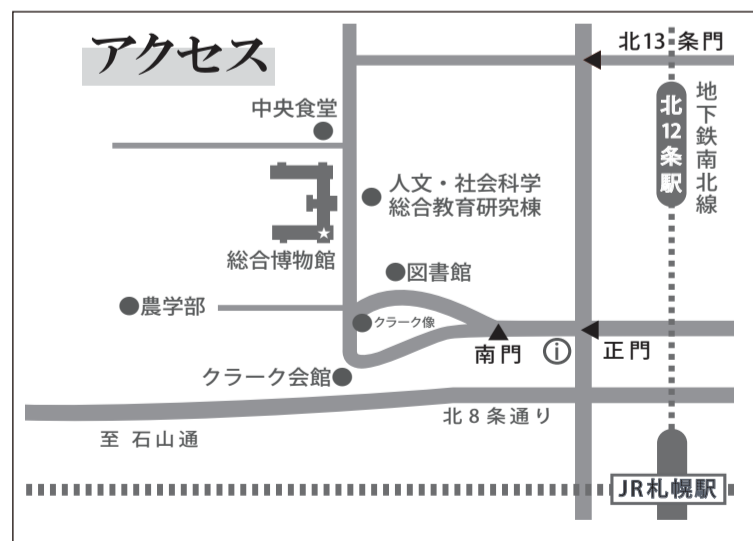 アクセス
北13条門
中央食堂
地下鉄南北線
北12条駅
人文・社会科学
総合教育研究棟
総合博物館
図書館
農学部
クラーク像
南門
i
正門
クラーク会館
北8条通り
至 石山通
JR札幌駅